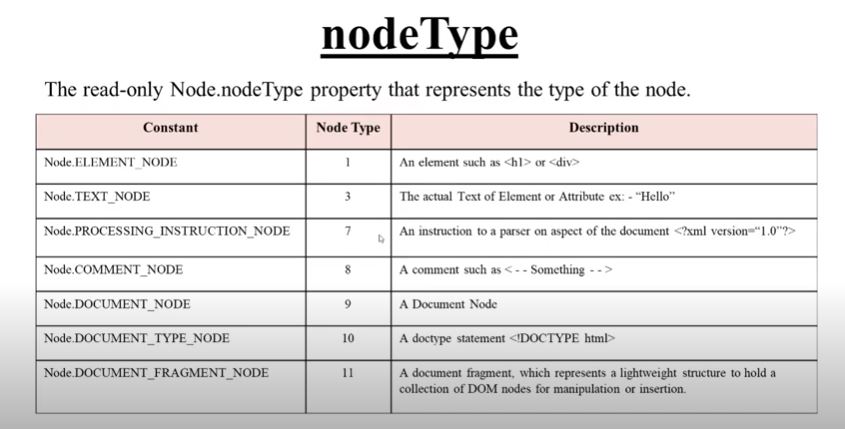 nodeType
The read-only Node.nodeType property that represents the type of the node.
Constant Node Type Description
Node.ELEMENT_NODE 1 An element such as <h1> or <div>
Node.TEXT_NODE 3 The actual Text of Element or Attribute ex: - “Hello”
Node.PROCESSING_INSTRUCTION_NODE 7 An instruction to a parser on aspect of the document <?xml version=“1.0”?>
Node.COMMENT_NODE 8 A comment such as <- - Something - ->
Node.DOCUMENT_NODE 9 A Document Node
Node.DOCUMENT_TYPE_NODE 10 A doctype statement <!DOCTYPE html>
Node.DOCUMENT_FRAGMENT_NODE 11 A document fragment, which represents a lightweight structure to hold a
collection of DOM nodes for manipulation or insertion.